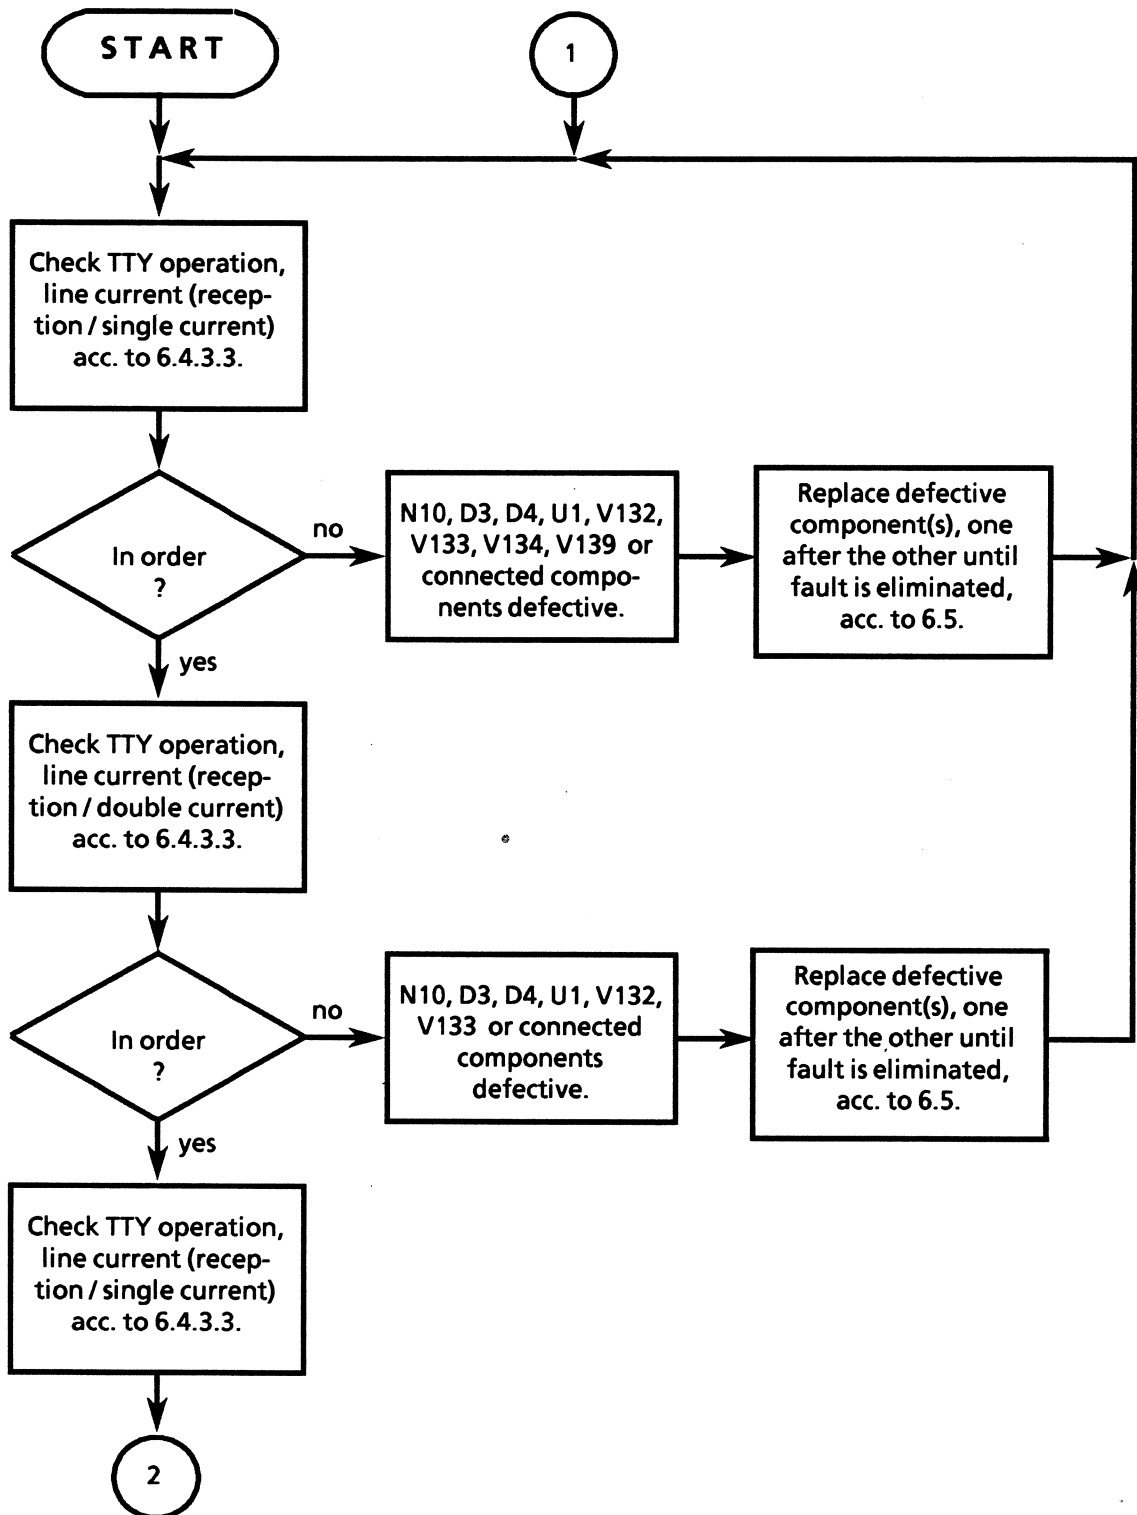 START
1
Check TTY operation,
line current (recep-
tion / single current)
acc. to 6.4.3.3.
In order
?
no
N10, D3, D4, U1, V132,
V133, V134, V139 or
connected compo-
nents defective.
Replace defective
component(s), one
after the other until
fault is eliminated,
acc. to 6.5.
yes
Check TTY operation,
line current (recep-
tion / double current)
acc. to 6.4.3.3.
In order
?
no
N10, D3, D4, U1, V132,
V133 or connected
components
defective.
Replace defective
component(s), one
after the other until
fault is eliminated,
acc. to 6.5.
yes
Check TTY operation,
line current (recep-
tion / single current)
acc. to 6.4.3.3.
2